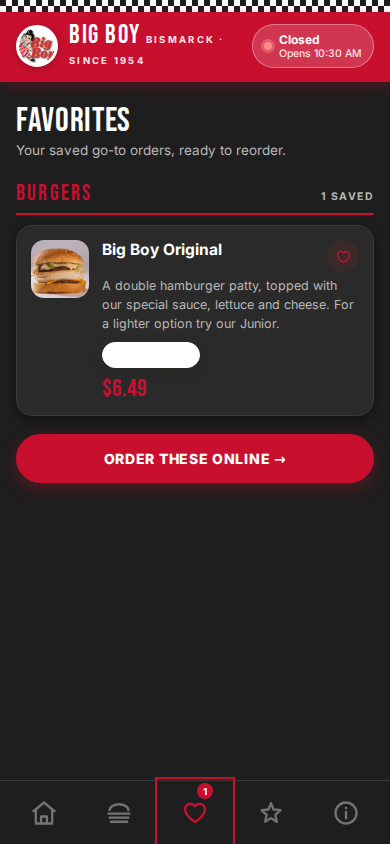 Big Boy
BIG BOY BISMARCK ·
SINCE 1954
Closed
Opens 10:30 AM
FAVORITES
Your saved go-to orders, ready to reorder.
BURGERS
1 SAVED
Big Boy Original
A double hamburger patty, topped with
our special sauce, lettuce and cheese. For
a lighter option try our Junior.
$6.49
ORDER THESE ONLINE →
1